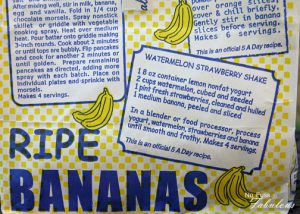 after mixing well, stir in milk, banana,
egg, and vanilla. Fold in 1/4 cup
chocolate morsels. Spray nonstick
skillet or griddle with vegetable
cooking spray. Heat over medium
heat. Pour batter onto griddle making
3-inch rounds. Cook about 2 minutes
or until tops are bubbly. Flip pancakes
and cook for another 2 minutes or
until golden. Prepare remaining
pancakes as directed, adding more
spray with each batch. Place on
individual plates and sprinkle with
morsels.
Makes 4 servings.
orange slices,
cover & chill briefly,
gently stir in banana
slices before serving.
Makes 6 servings.
This is an official 5 A Day recipe.
WATERMELON STRAWBERRY SHAKE
1 8 oz container lemon nonfat yogurt
2 cups watermelon, cubed and seeded
1 pint fresh strawberries, cleaned and hulled
1 medium banana, peeled and sliced
In a blender or food processor, process
yogurt, watermelon, strawberries and banana
until smooth and frothy. Makes 4 servings.
This is an official 5 A Day recipe.
RIPE
BANANAS
Fabulous